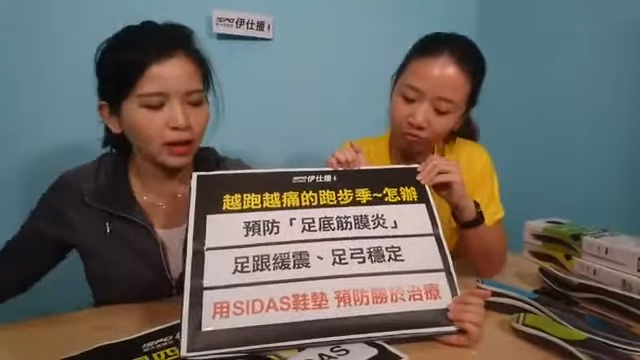 伊仕播
伊仕播
越跑越痛的跑步季~怎辦
預防「足底筋膜炎」
足跟緩震、足弓穩定
用SIDAS鞋墊 預防勝於治療